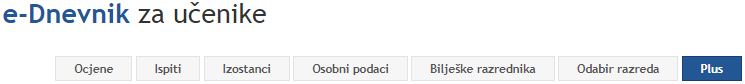 e-Dnevnik za učenike
Ocjene Ispiti Izostanci Osobni podaci Bilješke razrednika Odabir razreda Plus